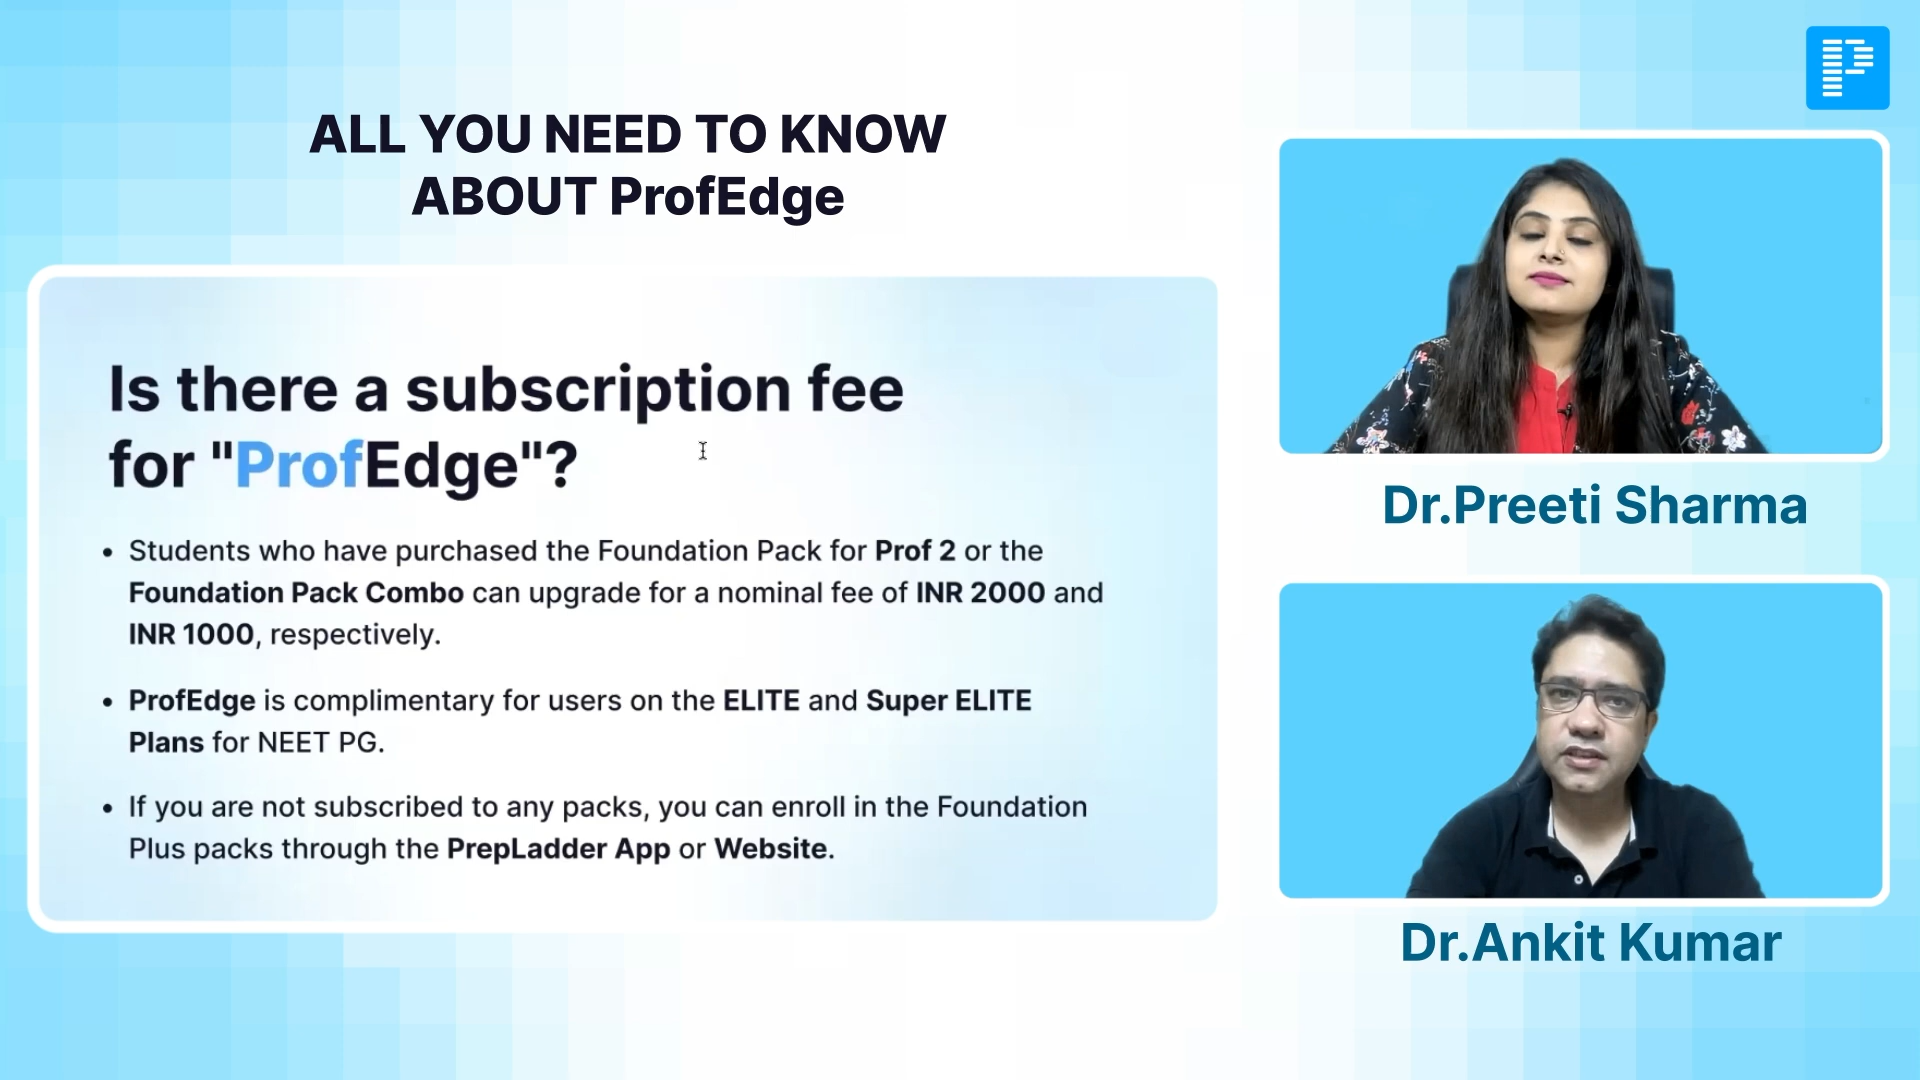 ALL YOU NEED TO KNOW
ABOUT ProfEdge
Is there a subscription fee
for "ProfEdge"?
• Students who have purchased the Foundation Pack for Prof 2 or the
Foundation Pack Combo can upgrade for a nominal fee of INR 2000 and
INR 1000, respectively.
• ProfEdge is complimentary for users on the ELITE and Super ELITE
Plans for NEET PG.
• If you are not subscribed to any packs, you can enroll in the Foundation
Plus packs through the PrepLadder App or Website.
P
Dr.Preeti Sharma
Dr.Ankit Kumar